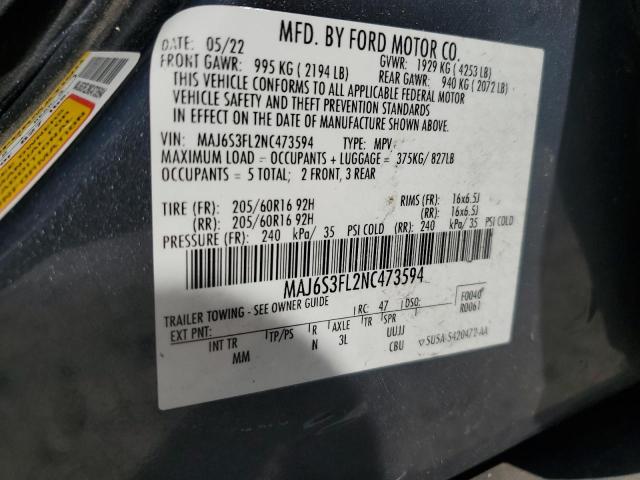 DATE: 05/22 MFD. BY FORD MOTOR CO.
FRONT GAWR: 995 KG ( 2194 LB) GVWR: 1929 KG ( 4253 LB)
REAR GAWR: 940 KG ( 2072 LB)
THIS VEHICLE CONFORMS TO ALL APPLICABLE FEDERAL MOTOR
VEHICLE SAFETY AND THEFT PREVENTION STANDARDS
IN EFFECT ON THE DATE OF MANUFACTURE SHOWN ABOVE.
VIN: MAJ6S3FL2NC473594 TYPE: MPV
MAXIMUM LOAD = OCCUPANTS + LUGGAGE = 375KG/ 827LB
OCCUPANTS = 5 TOTAL; 2 FRONT, 3 REAR
TIRE (FR): 205/60R16 92H RIMS (FR): 16x6.5J
(RR): 205/60R16 92H (RR): 16x6.5J
PRESSURE (FR): 240 kPa/ 35 PSI COLD (RR): 240 kPa/ 35 PSI COLD
MAJ6S3FL2NC473594
TRAILER TOWING - SEE OWNER GUIDE RC: 47 DSO: F0040
EXT PNT: R0061
INT TR TP/PS R AXLE TR SPR
MM N 3L UUJJ
CBU SU5A-5420472-AA